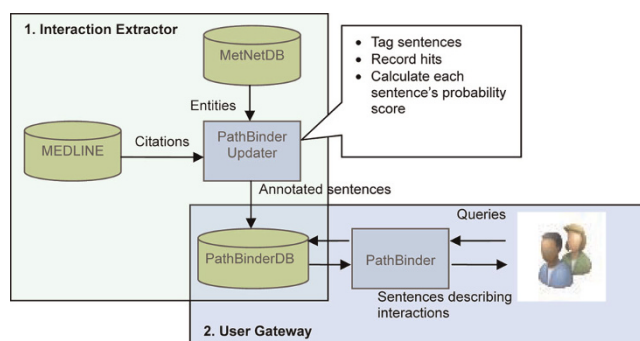 1. Interaction Extractor
MetNetDB
• Tag sentences
• Record hits
• Calculate each
sentence's probability
score
Entities
MEDLINE
Citations
PathBinder
Updater
Annotated sentences
Queries
PathBinderDB
PathBinder
Sentences describing
interactions
2. User Gateway